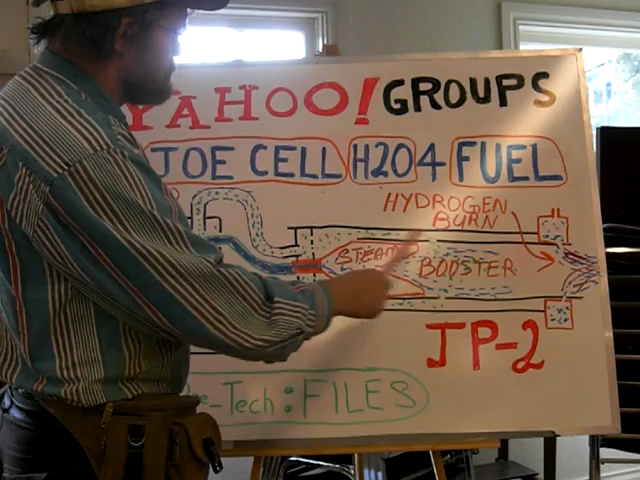 YAHOO! GROUPS
JOE CELL H2O4 FUEL
HYDROGEN
BURN
STEAM BOOSTER
JP-2
-Tech: FILES